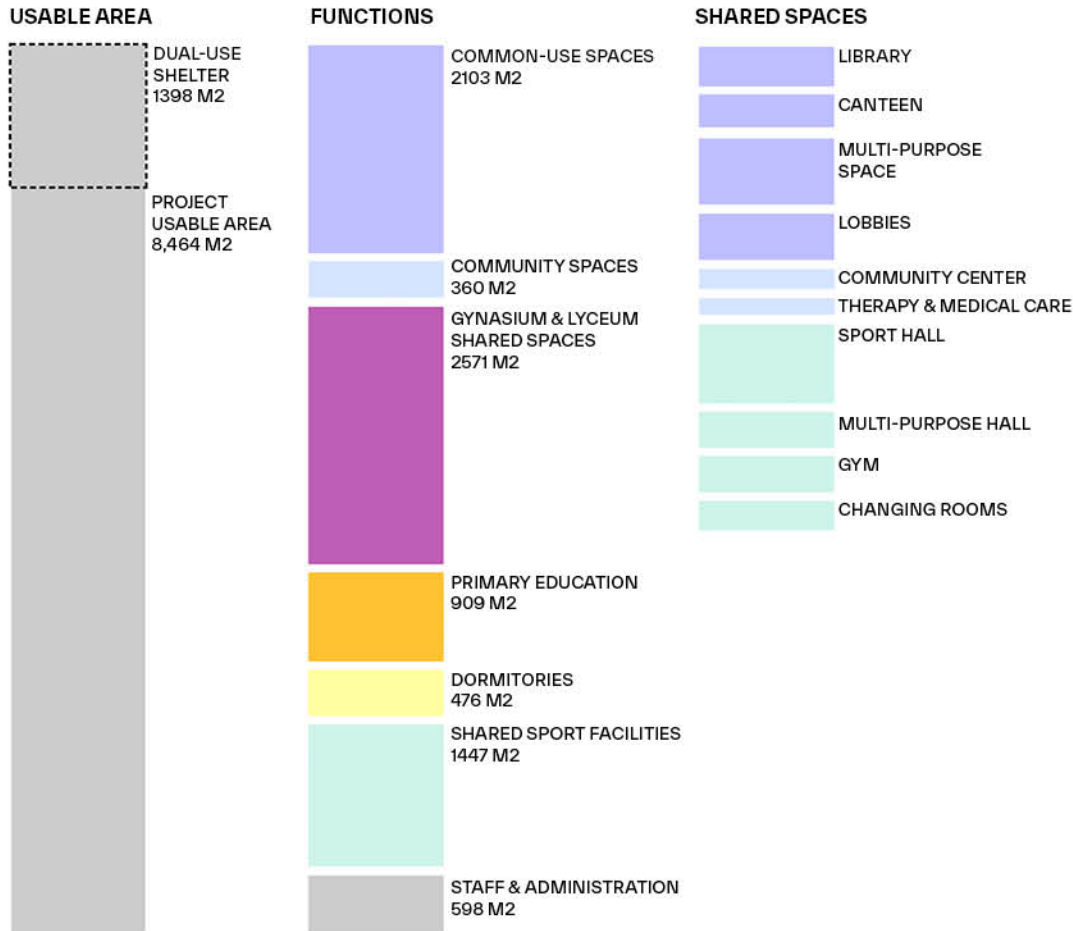 USABLE AREA
DUAL-USE
SHELTER
1398 M2
PROJECT
USABLE AREA
8,464 M2
FUNCTIONS
COMMON-USE SPACES
2103 M2
COMMUNITY SPACES
360 M2
GYNASIUM & LYCEUM
SHARED SPACES
2571 M2
PRIMARY EDUCATION
909 M2
DORMITORIES
476 M2
SHARED SPORT FACILITIES
1447 M2
STAFF & ADMINISTRATION
598 M2
SHARED SPACES
LIBRARY
CANTEEN
MULTI-PURPOSE
SPACE
LOBBIES
COMMUNITY CENTER
THERAPY & MEDICAL CARE
SPORT HALL
MULTI-PURPOSE HALL
GYM
CHANGING ROOMS